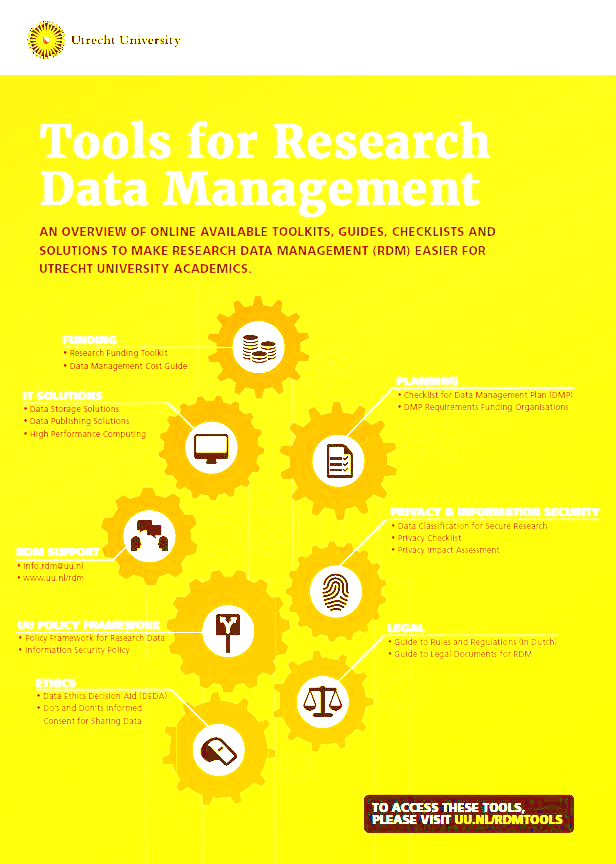 Utrecht University
Tools for Research
Data Management
AN OVERVIEW OF ONLINE AVAILABLE TOOLKITS, GUIDES, CHECKLISTS AND
SOLUTIONS TO MAKE RESEARCH DATA MANAGEMENT (RDM) EASIER FOR
UTRECHT UNIVERSITY ACADEMICS.
FUNDING
• Research Funding Toolkit
• Data Management Cost Guide
PLANNING
• Checklist for Data Management Plan (DMP)
• DMP Requirements Funding Organisations
IT SOLUTIONS
• Data Storage Solutions
• Data Publishing Solutions
• High Performance Computing
PRIVACY & INFORMATION SECURITY
• Data Classification for Secure Research
• Privacy Checklist
• Privacy Impact Assessment
RDM SUPPORT
• info.rdm@uu.nl
• www.uu.nl/rdm
UU POLICY FRAMEWORK
• Policy Framework for Research Data
• Information Security Policy
LEGAL
• Guide to Rules and Regulations (in Dutch)
• Guide to Legal Documents for RDM
ETHICS
• Data Ethics Decision Aid (DEDA)
• Do's and Don'ts Informed
Consent for Sharing Data
TO ACCESS THESE TOOLS,
PLEASE VISIT UU.NL/RDMTOOLS